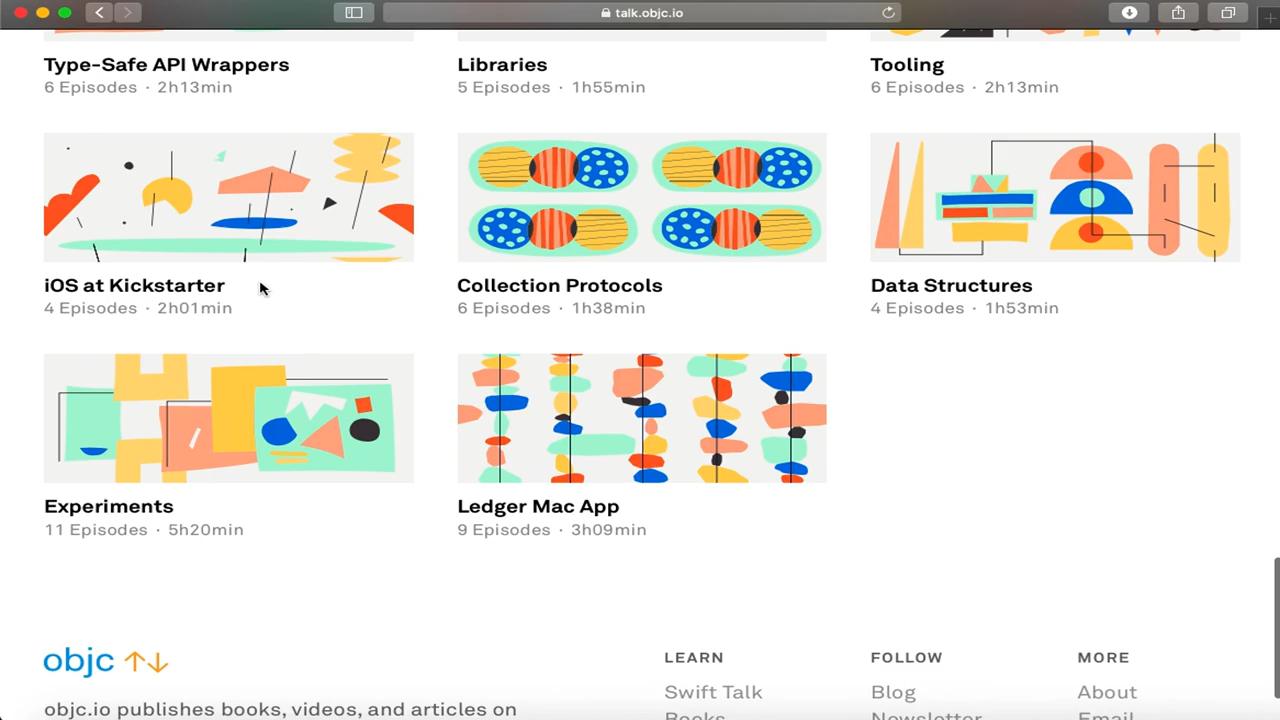 talk.objc.io
Type-Safe API Wrappers
6 Episodes · 2h13min
Libraries
5 Episodes · 1h55min
Tooling
6 Episodes · 2h13min
iOS at Kickstarter
4 Episodes · 2h01min
Collection Protocols
6 Episodes · 1h38min
Data Structures
4 Episodes · 1h53min
Experiments
11 Episodes · 5h20min
Ledger Mac App
9 Episodes · 3h09min
objc ↑↓
objc.io publishes books, videos, and articles on
LEARN
Swift Talk
Books
FOLLOW
Blog
Newsletter
MORE
About
Email